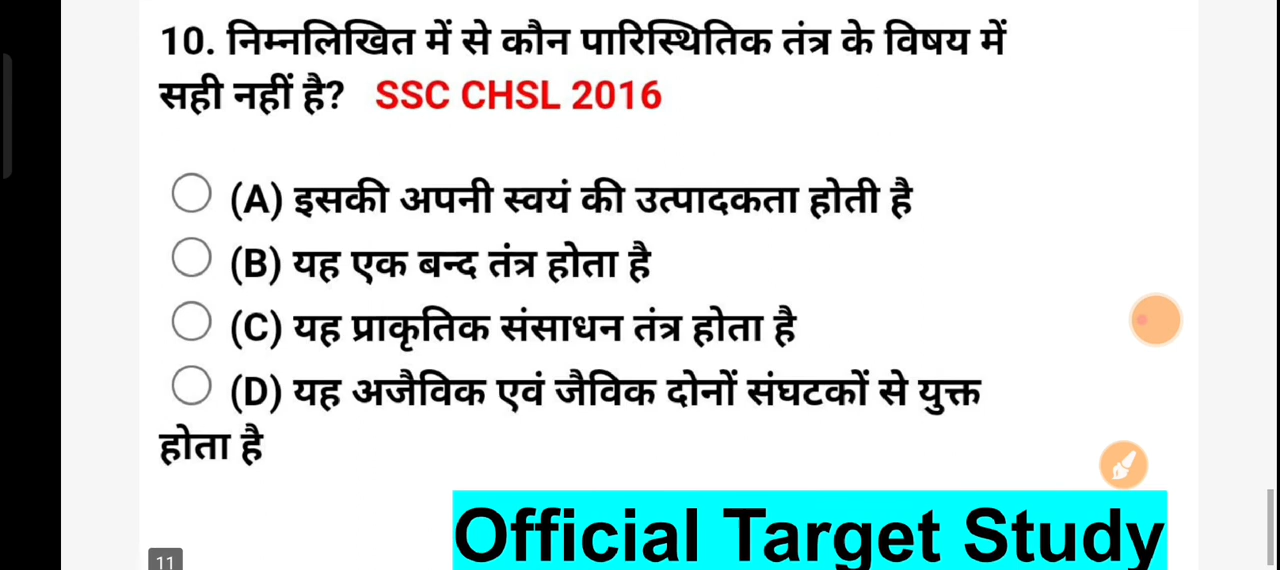 10. निम्नलिखित में से कौन पारिस्थितिक तंत्र के विषय में
सही नहीं है? SSC CHSL 2016
(A) इसकी अपनी स्वयं की उत्पादकता होती है
(B) यह एक बन्द तंत्र होता है
(C) यह प्राकृतिक संसाधन तंत्र होता है
(D) यह अजैविक एवं जैविक दोनों संघटकों से युक्त
होता है
Official Target Study
11